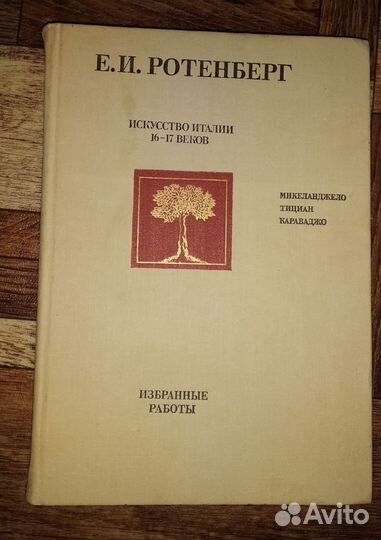 Е.И. РОТЕНБЕРГ
ИСКУССТВО ИТАЛИИ
16–17 ВЕКОВ
МИКЕЛАНДЖЕЛО
ТИЦИАН
КАРАВАДЖО
ИЗБРАННЫЕ
РАБОТЫ
Avito